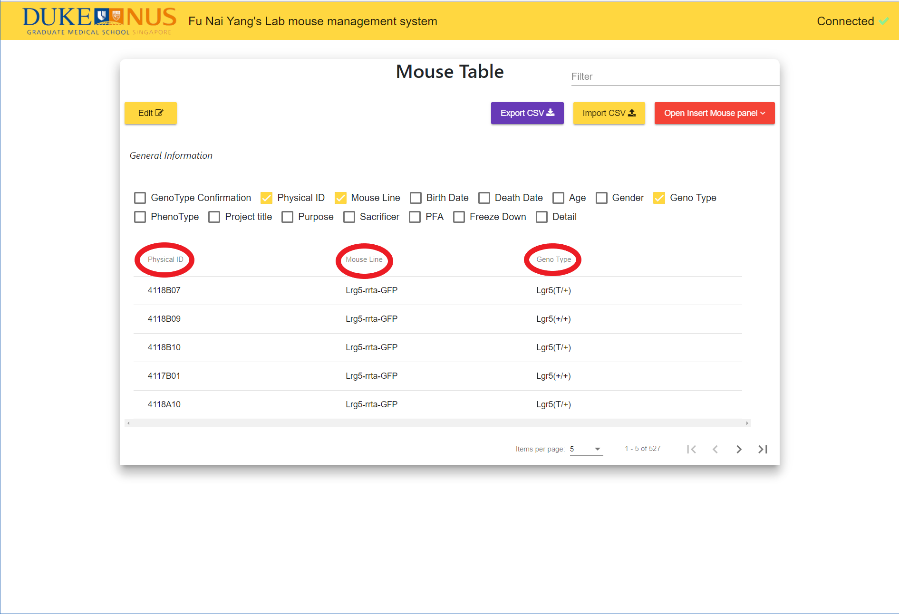 DUKE NUS
GRADUATE MEDICAL SCHOOL SINGAPORE
Fu Nai Yang's Lab mouse management system
Connected
Mouse Table
Filter
Edit
Export CSV
Import CSV
Open Insert Mouse panel
General Information
GenoType Confirmation Physical ID Mouse Line Birth Date Death Date Age Gender Geno Type
PhenoType Project title Purpose Sacrificer PFA Freeze Down Detail
Physical ID Mouse Line Geno Type
4118B07 Lrg5-rrta-GFP Lgr5(T/+)
4118B09 Lrg5-rrta-GFP Lgr5(+/+)
4118B10 Lrg5-rrta-GFP Lgr5(T/+)
4117B01 Lrg5-rrta-GFP Lgr5(+/+)
4118A10 Lrg5-rrta-GFP Lgr5(T/+)
Items per page: 5 1 - 5 of 527